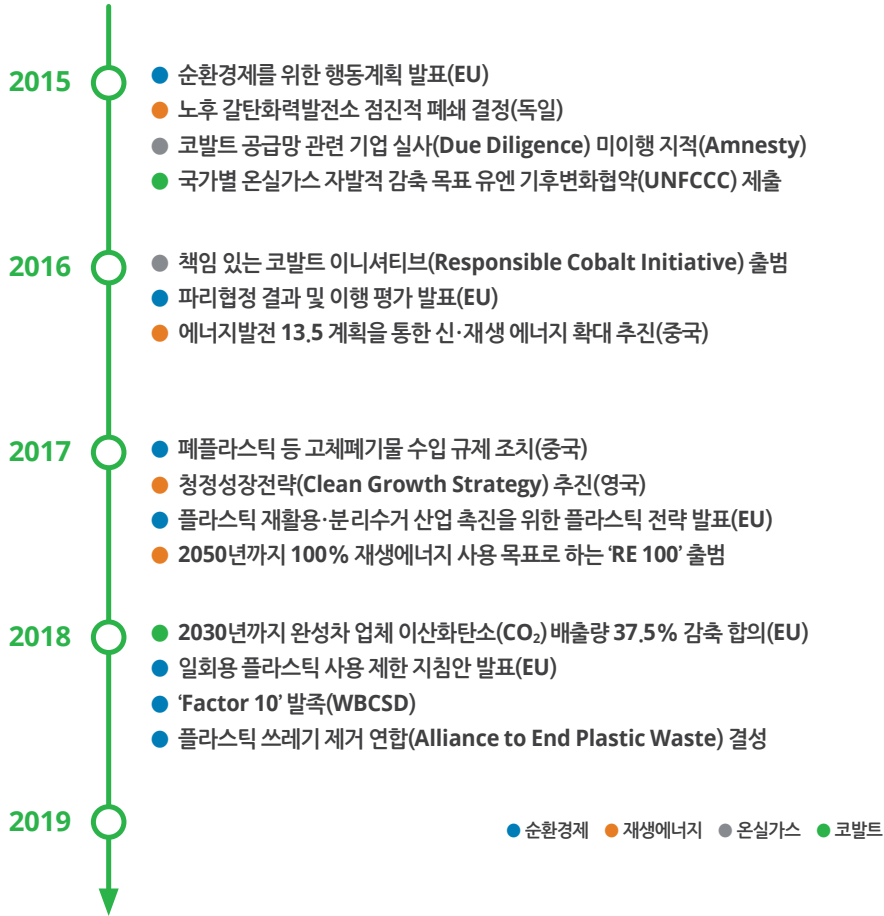 2015
순환경제를 위한 행동계획 발표(EU)
노후 갈탄화력발전소 점진적 폐쇄 결정(독일)
코발트 공급망 관련 기업 실사(Due Diligence) 미이행 지적(Amnesty)
국가별 온실가스 자발적 감축 목표 유엔 기후변화협약(UNFCCC) 제출
2016
책임 있는 코발트 이니셔티브(Responsible Cobalt Initiative) 출범
파리협정 결과 및 이행 평가 발표(EU)
에너지발전 13.5 계획을 통한 신·재생 에너지 확대 추진(중국)
2017
폐플라스틱 등 고체폐기물 수입 규제 조치(중국)
청정성장전략(Clean Growth Strategy) 추진(영국)
플라스틱 재활용·분리수거 산업 촉진을 위한 플라스틱 전략 발표(EU)
2050년까지 100% 재생에너지 사용 목표로 하는 ‘RE 100’ 출범
2018
2030년까지 완성차 업체 이산화탄소(CO₂) 배출량 37.5% 감축 합의(EU)
일회용 플라스틱 사용 제한 지침안 발표(EU)
‘Factor 10’ 발족(WBCSD)
플라스틱 쓰레기 제거 연합(Alliance to End Plastic Waste) 결성
2019
순환경제 재생에너지 온실가스 코발트